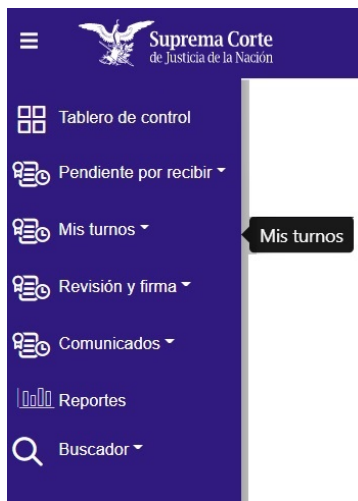 Suprema Corte
de Justicia de la Nación
Tablero de control
Pendiente por recibir
Mis turnos
Mis turnos
Revisión y firma
Comunicados
Reportes
Buscador